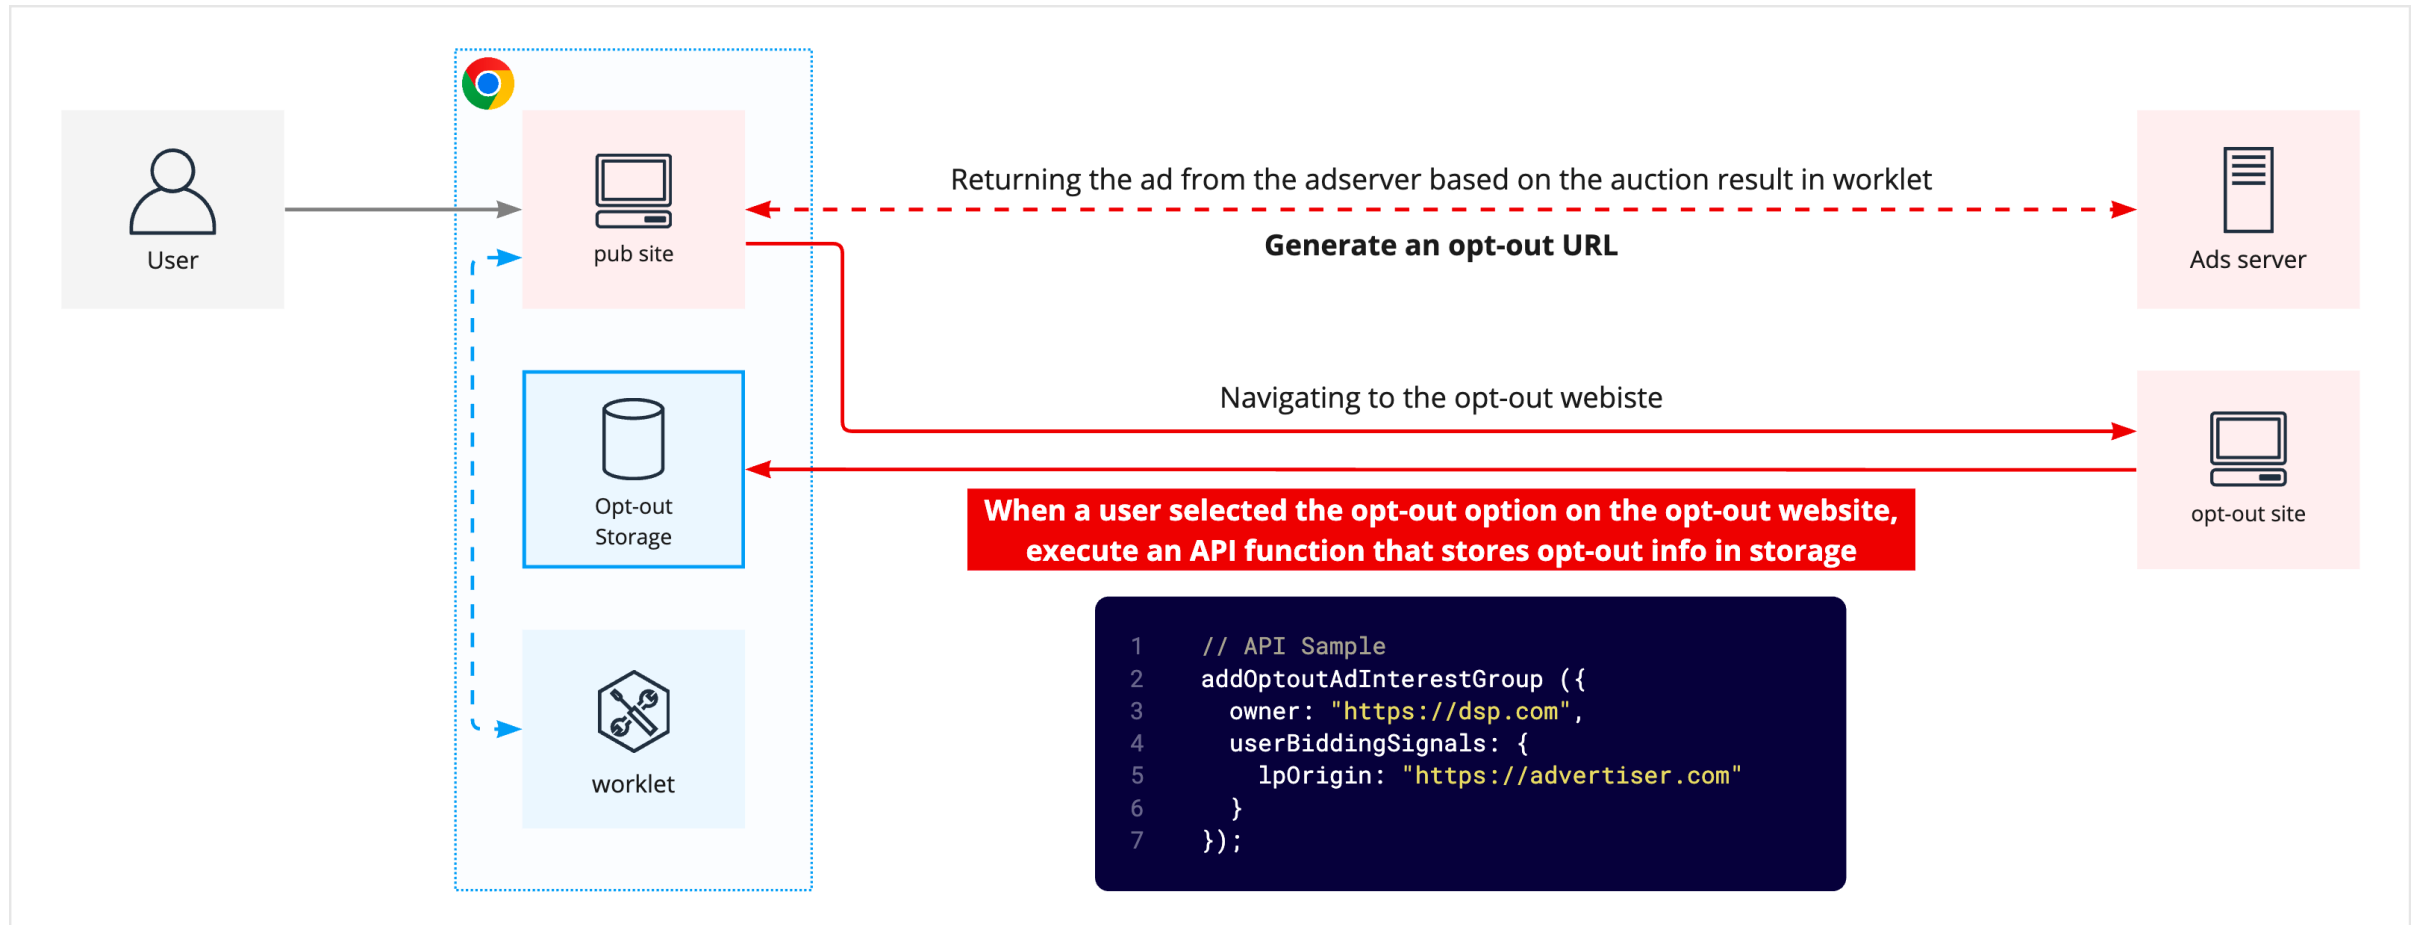 Returning the ad from the adserver based on the auction result in worklet
Generate an opt-out URL
User
pub site
Ads server
Navigating to the opt-out webiste
Opt-out
Storage
When a user selected the opt-out option on the opt-out website,
execute an API function that stores opt-out info in storage
opt-out site
worklet
1 // API Sample
2 addOptoutAdInterestGroup ({
3 owner: "https://dsp.com",
4 userBiddingSignals: {
5 lpOrigin: "https://advertiser.com"
6 }
7 });